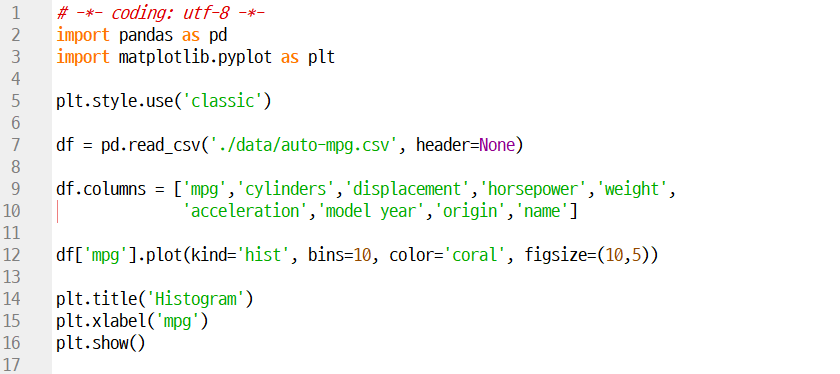 1 # -*- coding: utf-8 -*-
2 import pandas as pd
3 import matplotlib.pyplot as plt
4
5 plt.style.use('classic')
6
7 df = pd.read_csv('./data/auto-mpg.csv', header=None)
8
9 df.columns = ['mpg','cylinders','displacement','horsepower','weight',
10 'acceleration','model year','origin','name']
11
12 df['mpg'].plot(kind='hist', bins=10, color='coral', figsize=(10,5))
13
14 plt.title('Histogram')
15 plt.xlabel('mpg')
16 plt.show()
17